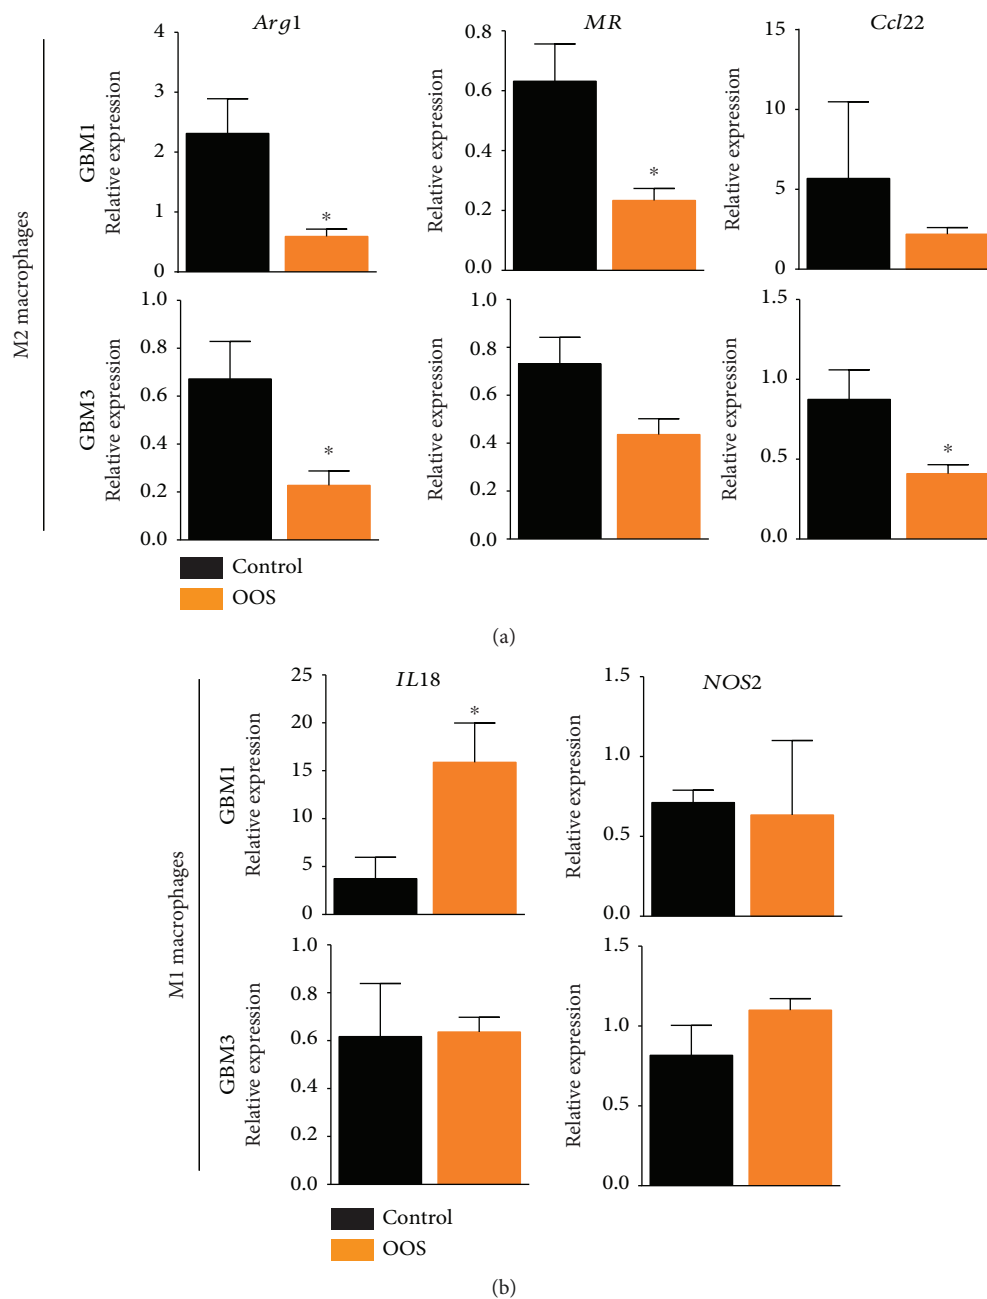 Arg1
MR
Ccl22
M2 macrophages
GBM1
Relative expression
4
3
2
1
0
*
Relative expression
0.8
0.6
0.4
0.2
0.0
*
Relative expression
15
10
5
0
GBM3
Relative expression
1.0
0.8
0.6
0.4
0.2
0.0
*
Relative expression
1.0
0.8
0.6
0.4
0.2
0.0
Relative expression
1.5
1.0
0.5
0.0
*
Control
OOS
(a)
IL18
NOS2
M1 macrophages
GBM1
Relative expression
25
20
15
10
5
0
*
Relative expression
1.5
1.0
0.5
0.0
GBM3
Relative expression
1.0
0.8
0.6
0.4
0.2
0.0
Relative expression
1.5
1.0
0.5
0.0
Control
OOS
(b)